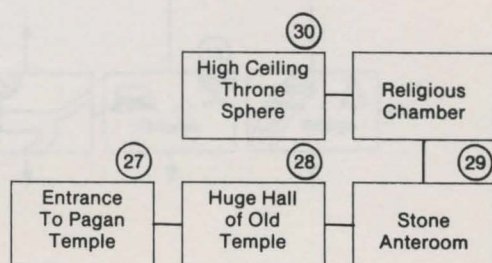 30
High Ceiling
Throne
Sphere
Religious
Chamber
27
Entrance
To Pagan
Temple
28
Huge Hall
of Old
Temple
29
Stone
Anteroom